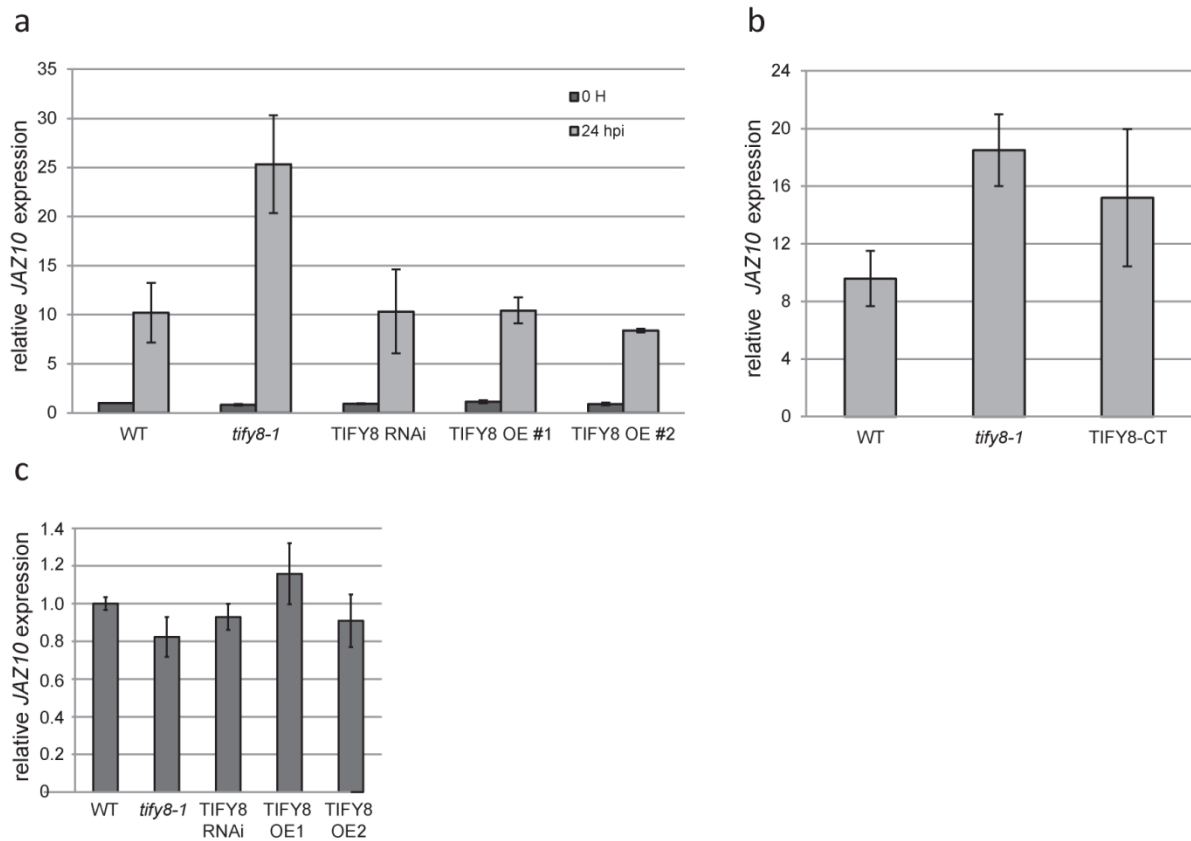 a
relative JAZ10 expression
35
30
25
20
15
10
5
0
0 H
24 hpi
WT
tify8-1
TIFY8 RNAi
TIFY8 OE #1
TIFY8 OE #2
b
relative JAZ10 expression
24
20
16
12
8
4
0
WT
tify8-1
TIFY8-CT
c
relative JAZ10 expression
1.4
1.2
1.0
0.8
0.6
0.4
0.2
0
WT
tify8-1
TIFY8
RNAi
TIFY8
OE1
TIFY8
OE2